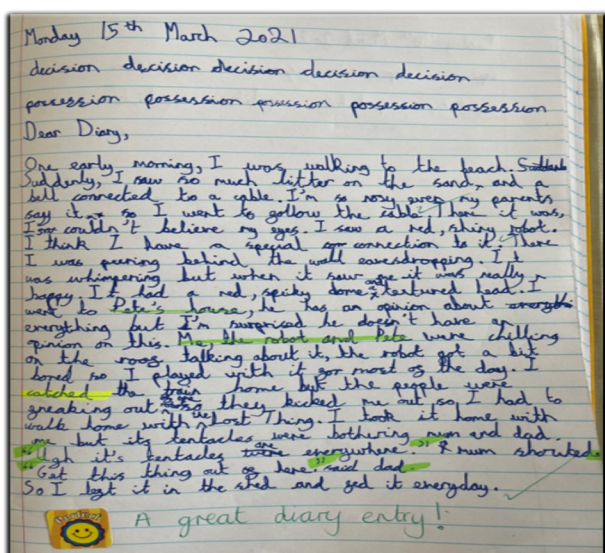 Monday 15th March 2021
decision decision decision decision decision
possession possession possession possession possession
Dear Diary,
One early morning, I was walking to the beach,
Suddenly, I saw so much litter on the sand, and a
bell connected to a cable. I'm so nosy even my parents
say it, so I went to follow the cable. There it was,
I couldn't believe my eyes. I saw a red, shiny robot.
I think I have a special connection to it. There
I was peering behind the wall eavesdropping. It
was whimpering but when it saw me it was really
happy. It had a red, spiky and dome textured head. I
went to Pete's house, he has an opinion about
everything but I'm surprised he doesn't have an
opinion on this. Me, the robot and Pete were chilling
on the roof talking about it, the robot got a bit
bored so I played with it for most of the day. I
catched the home but the people were
freaking out they kicked me out so I had to
walk home with the Lost Thing. I took it home with
me but its tentacles were bothering mum and dad.
"Ugh it's tentacles are everywhere." mum shouted.
"Get this thing out of here." said dad.
So I left it in the shed and fed it everyday.
A great diary entry!